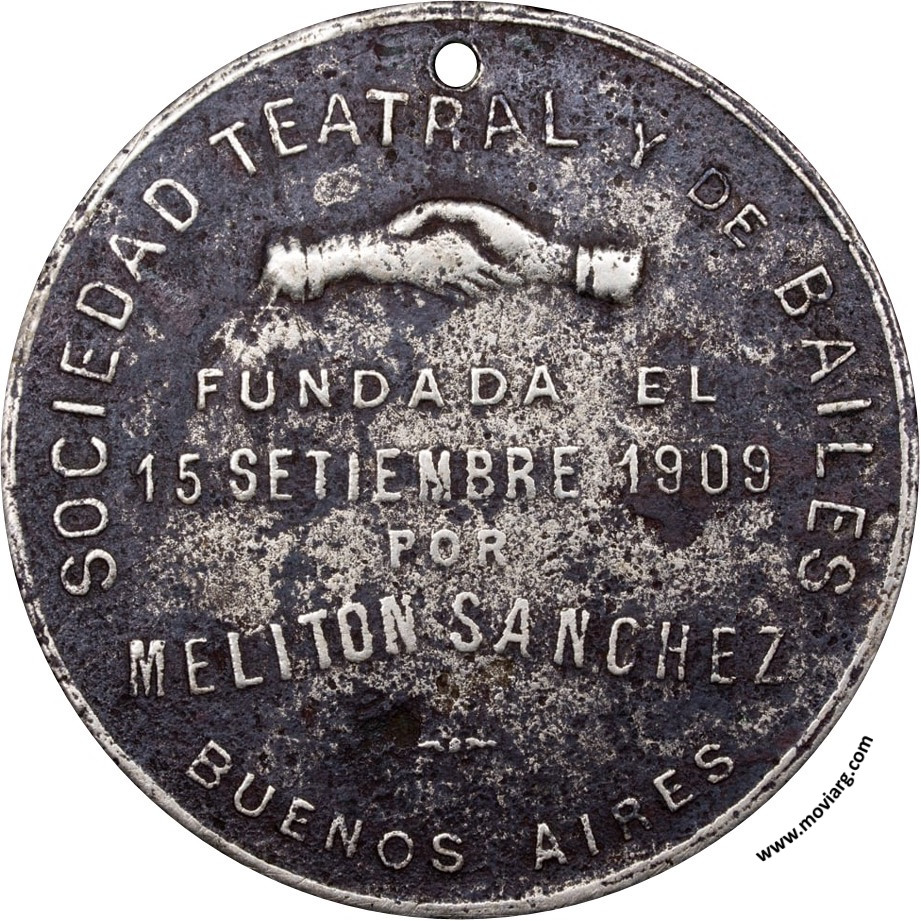 SOCIEDAD TEATRAL Y DE BAILES
FUNDADA EL
15 SETIEMBRE 1909
POR
MELITON SANCHEZ
BUENOS AIRES
www.moviarg.com